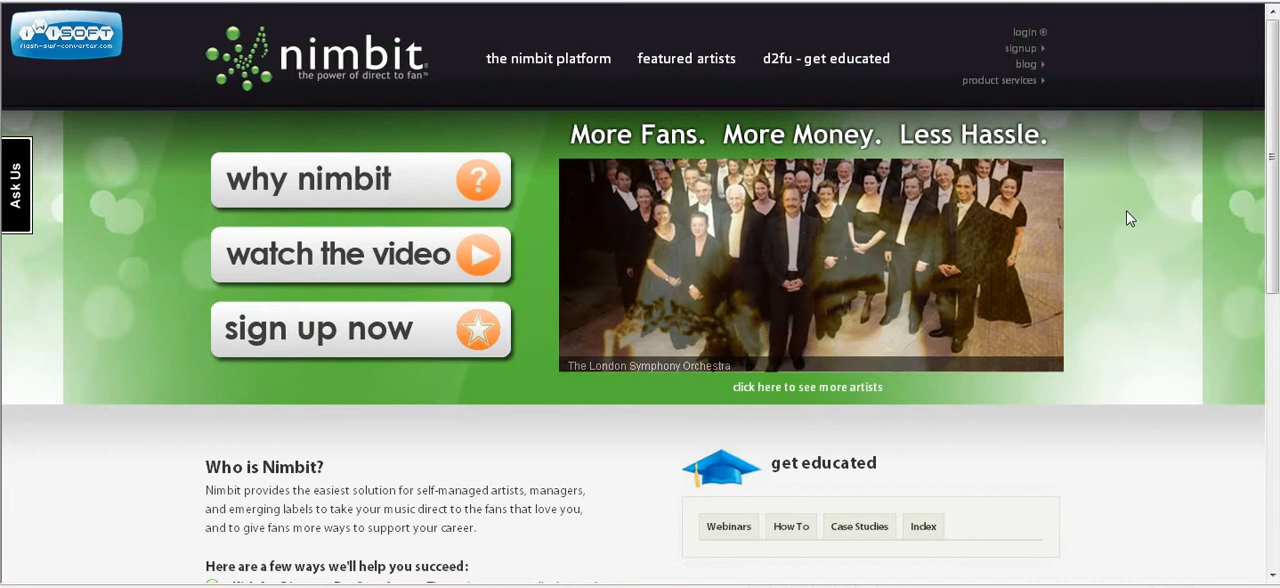 iWiSOFT
flash-swf-converter.com
nimbit
the power of direct to fan
the nimbit platform
featured artists
d2fu - get educated
login
signup
blog
product services
Ask Us
More Fans. More Money. Less Hassle.
why nimbit ?
watch the video
sign up now
The London Symphony Orchestra
click here to see more artists
Who is Nimbit?
Nimbit provides the easiest solution for self-managed artists, managers,
and emerging labels to take your music direct to the fans that love you,
and to give fans more ways to support your career.
Here are a few ways we'll help you succeed:
get educated
Webinars
How To
Case Studies
Index